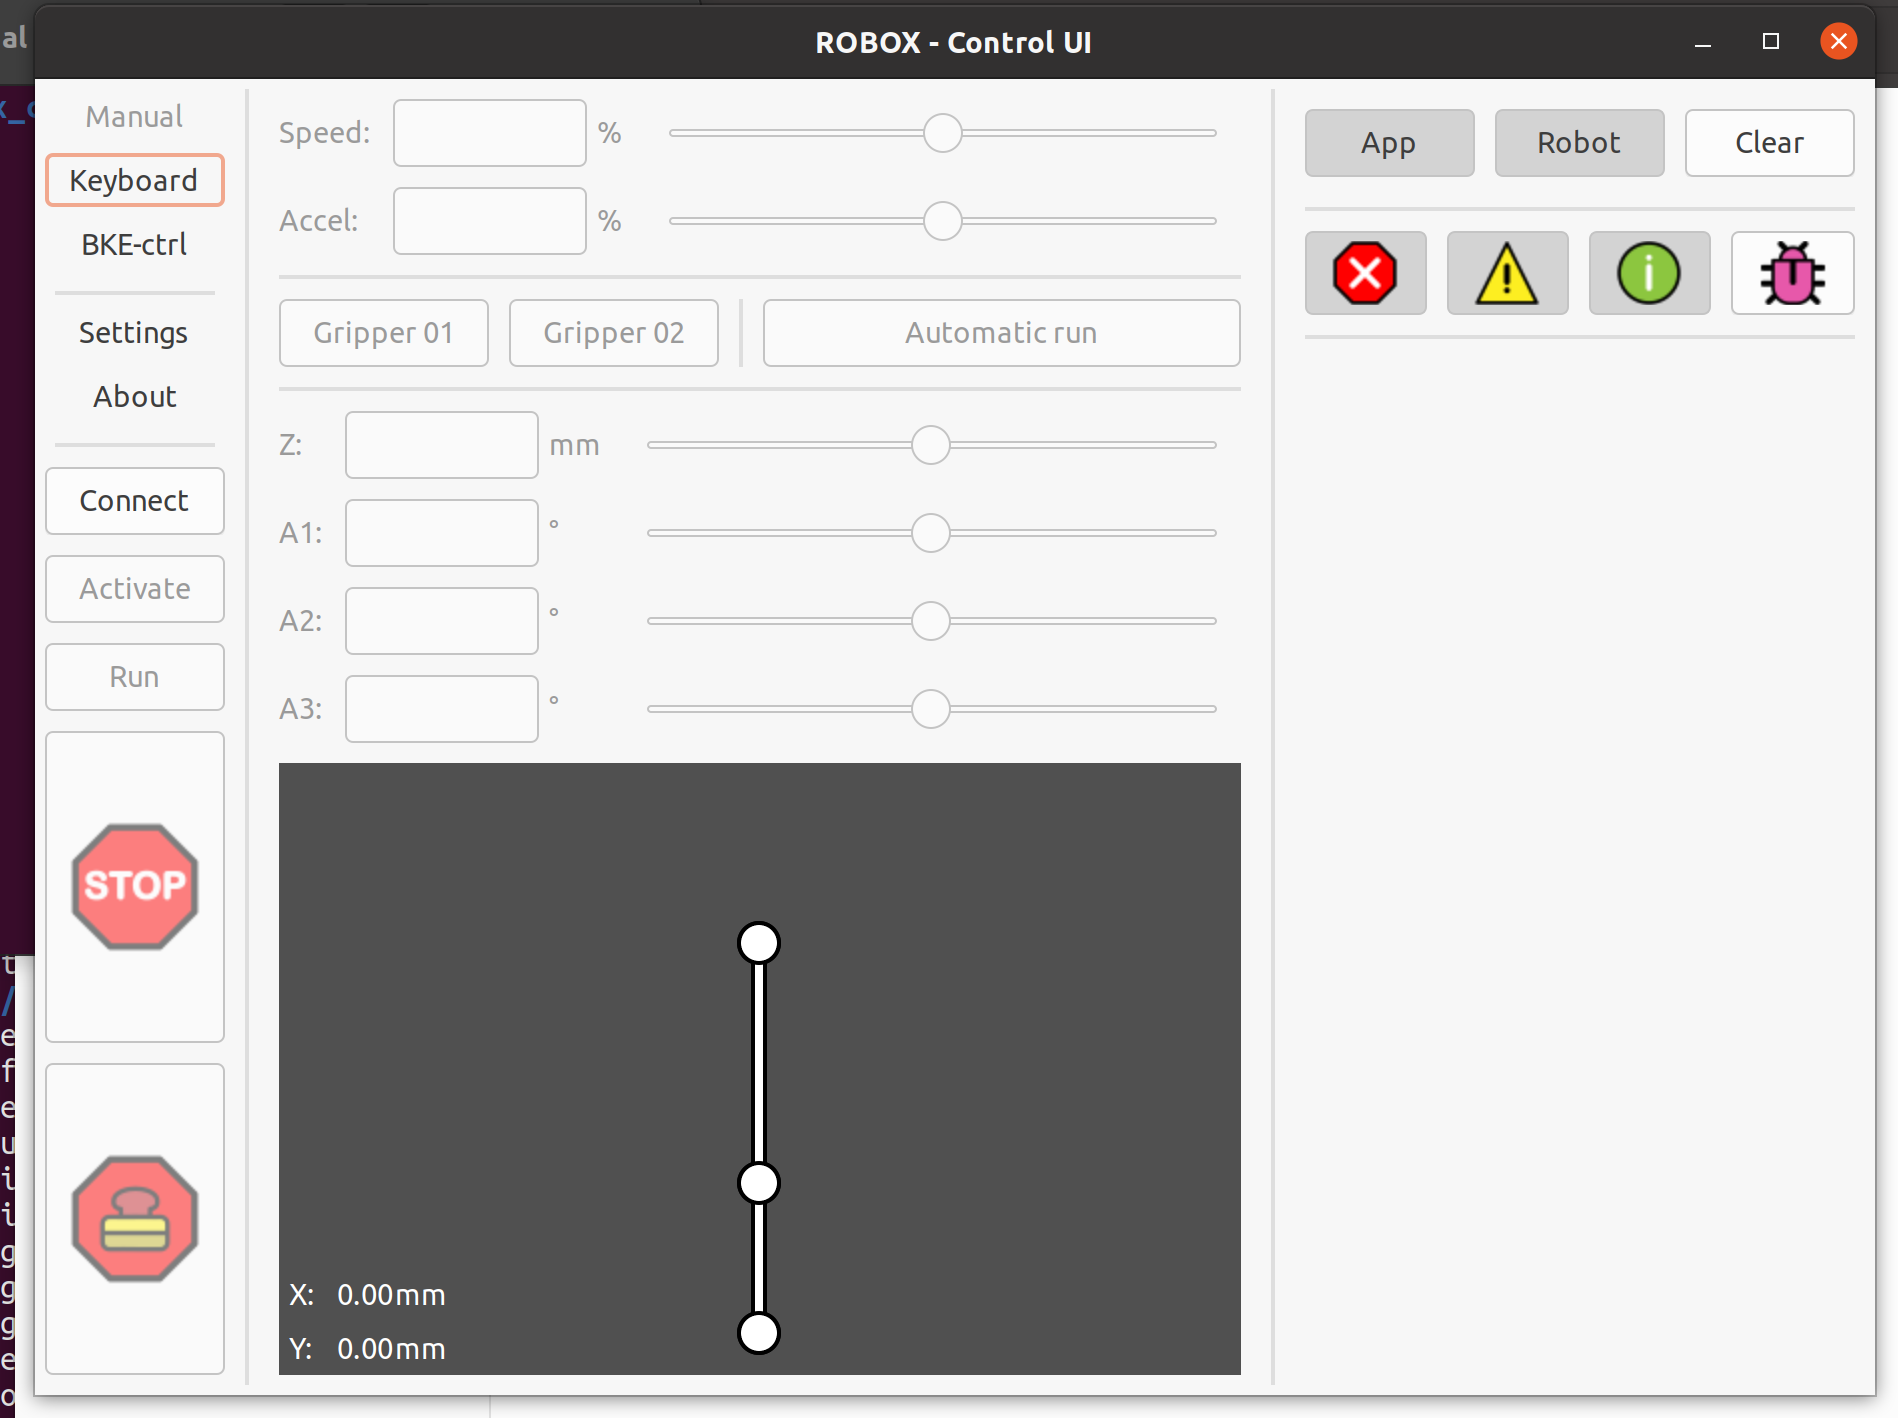 al
ROBOX - Control UI
Manual
Keyboard
BKE-ctrl
Settings
About
Connect
Activate
Run
STOP
Speed: %
Accel: %
Gripper 01 Gripper 02 Automatic run
Z: mm
A1: °
A2: °
A3: °
X: 0.00mm
Y: 0.00mm
App Robot Clear
t
/
e
f
e
u
i
i
g
g
g
e
o